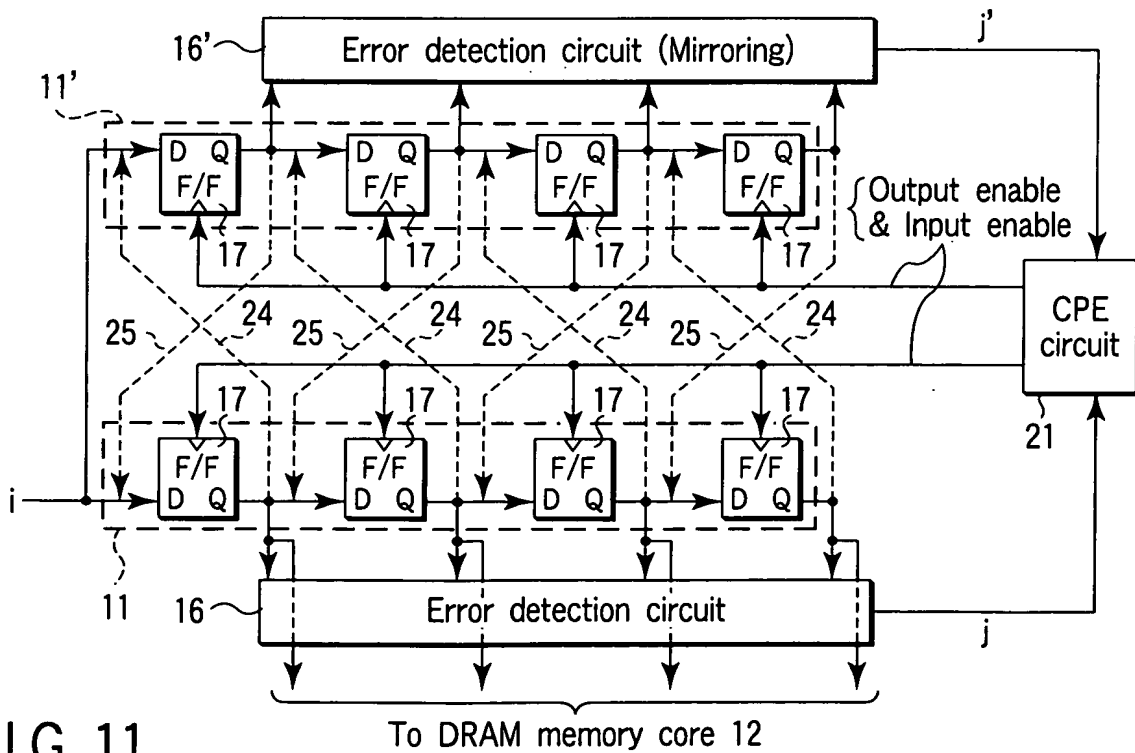 16'
Error detection circuit (Mirroring)
j'
11'
D Q
F/F
D Q
F/F
D Q
F/F
D Q
F/F
17
17
17
17
Output enable
& Input enable
25
24
25
24
25
24
25
24
CPE
circuit
21
17
17
17
17
F/F
D Q
F/F
D Q
F/F
D Q
F/F
D Q
i
11
16
Error detection circuit
j
To DRAM memory core 12
IG. 11